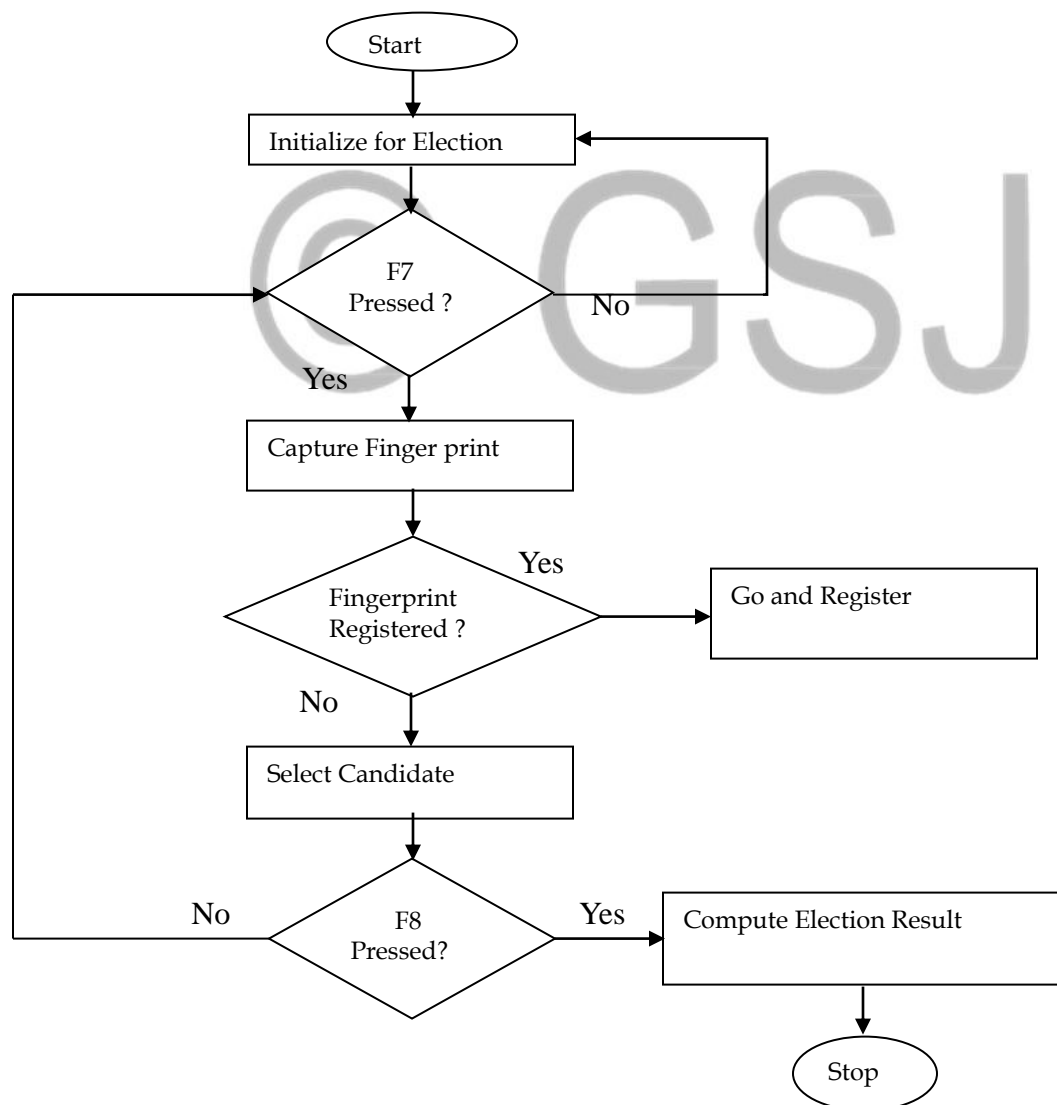 Start
Initialize for Election
© GSJ
F7
Pressed ?
No
Yes
Capture Finger print
Yes
Fingerprint
Registered ?
Go and Register
No
Select Candidate
No
F8
Pressed?
Yes
Compute Election Result
Stop